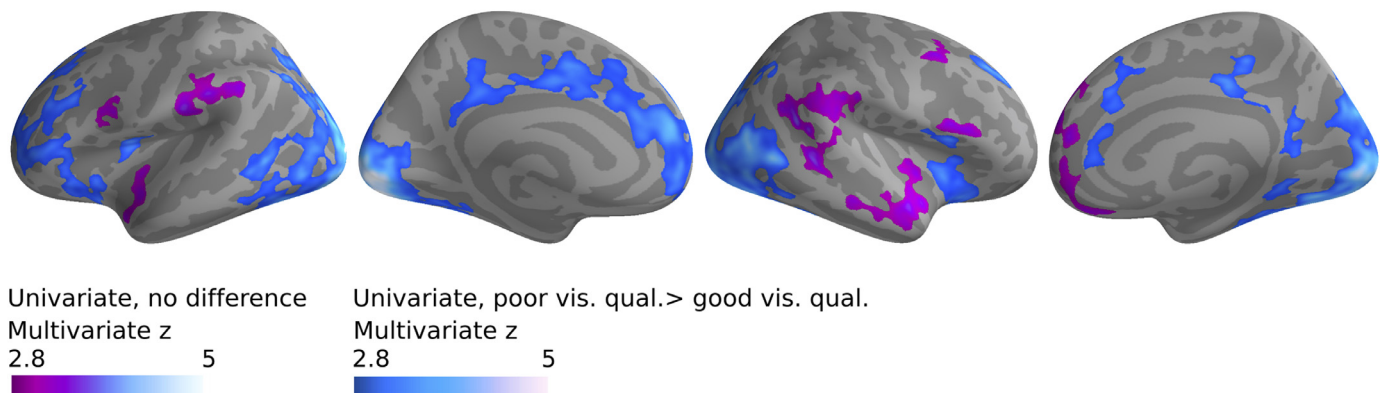 Univariate, no difference
Multivariate z
2.8 5
Univariate, poor vis. qual.> good vis. qual.
Multivariate z
2.8 5